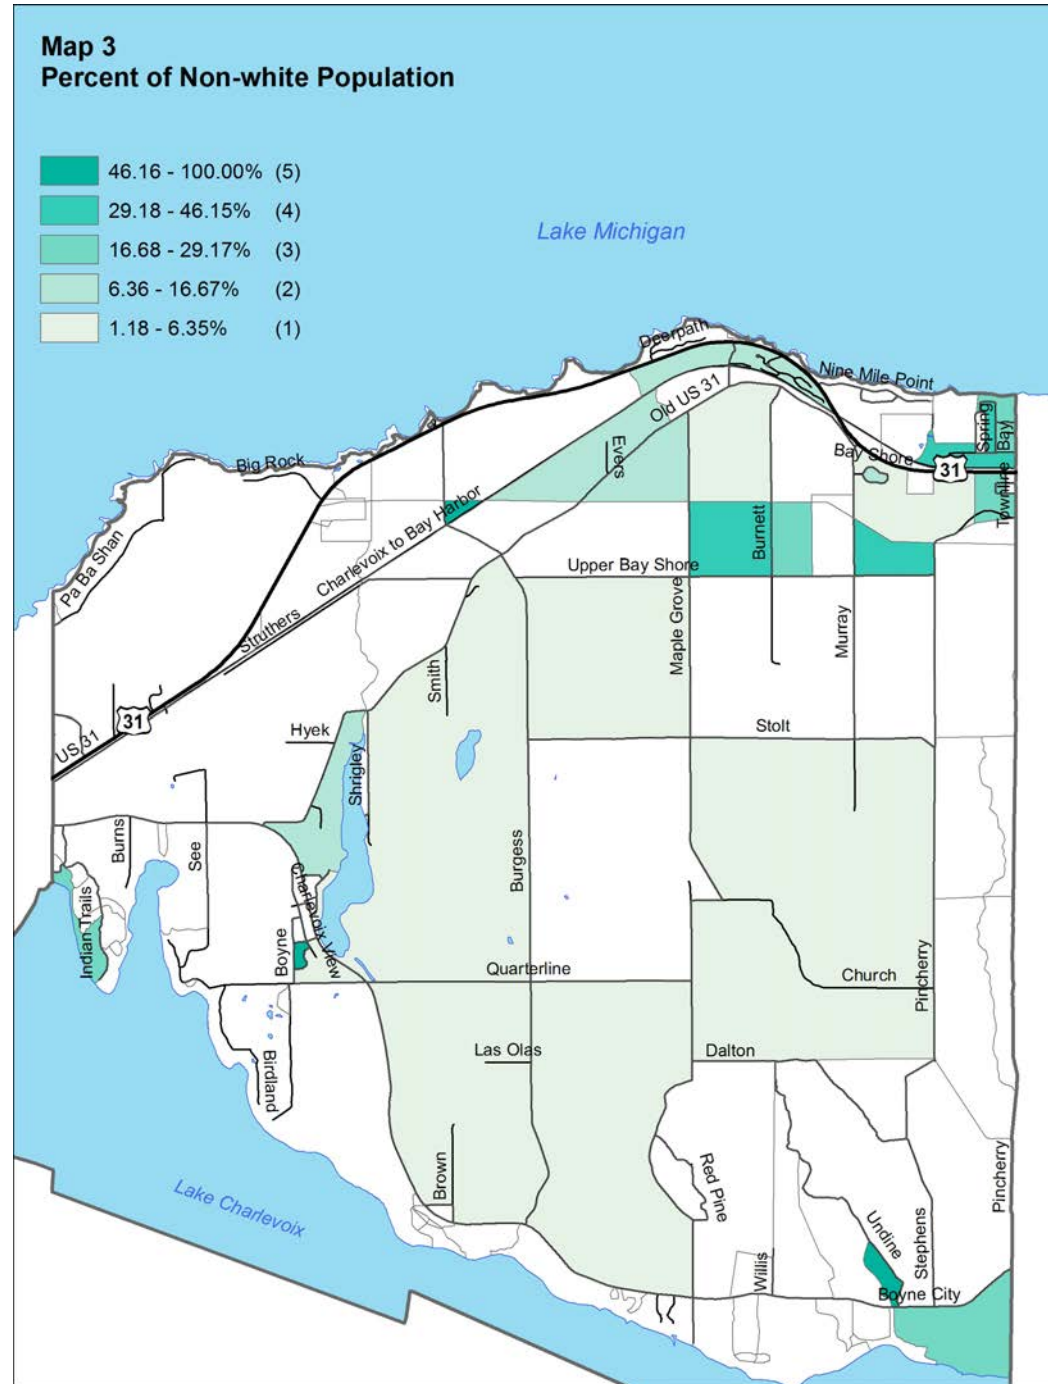 Map 3
Percent of Non-white Population
46.16 - 100.00% (5)
29.18 - 46.15% (4)
16.68 - 29.17% (3)
6.36 - 16.67% (2)
1.18 - 6.35% (1)
Lake Michigan
Deerpath
Nine Mile Point
Old US 31
Spring
Bay
Evers
Bay Shore
31
Big Rock
Townline
Charlevoix to Bay Harbor
Burnett
Pa Ba Shan
Upper Bay Shore
Struthers
Maple Grove
Murray
Smith
31
US 31
Hyek
Stolt
Shrigley
Burns
See
Burgess
Charlevoix View
Indian Trails
Boyne
Quarterline
Church
Pincherry
Las Olas
Dalton
Birdland
Brown
Red Pine
Pincherry
Lake Charlevoix
Undine
Stephens
Willis
Boyne City